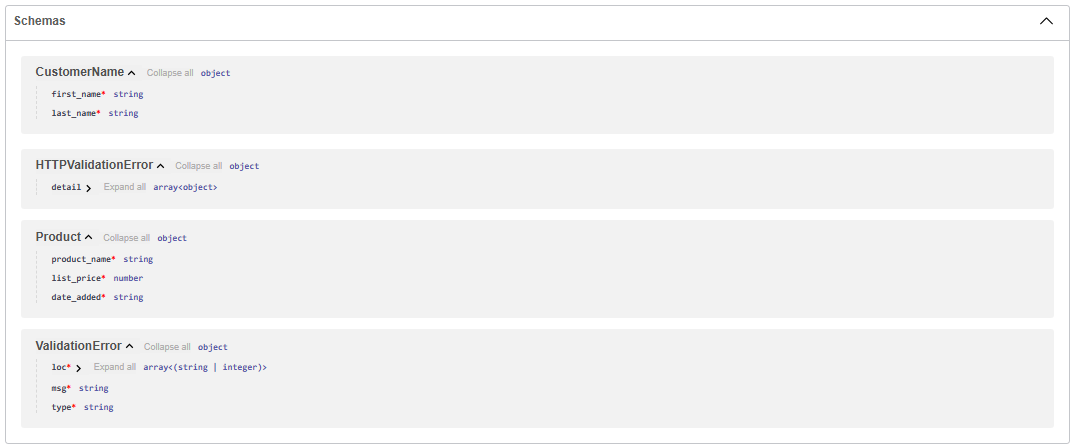 Schemas
CustomerName Collapse all object
first_name* string
last_name* string
HTTPValidationError Collapse all object
detail Expand all array<object>
Product Collapse all object
product_name* string
list_price* number
date_added* string
ValidationError Collapse all object
loc* Expand all array<(string | integer)>
msg* string
type* string